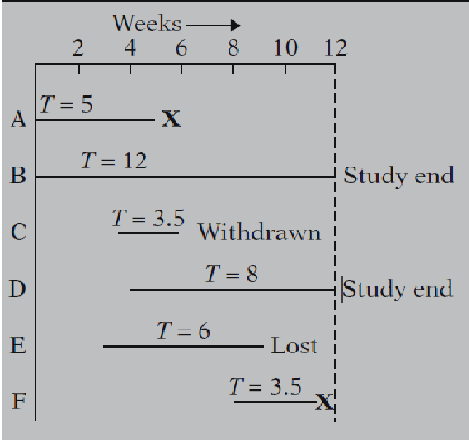 Weeks
2 4 6 8 10 12
T = 5
A X
T = 12
B Study end
T = 3.5
C Withdrawn
T = 8
D Study end
T = 6
E Lost
T = 3.5
F X